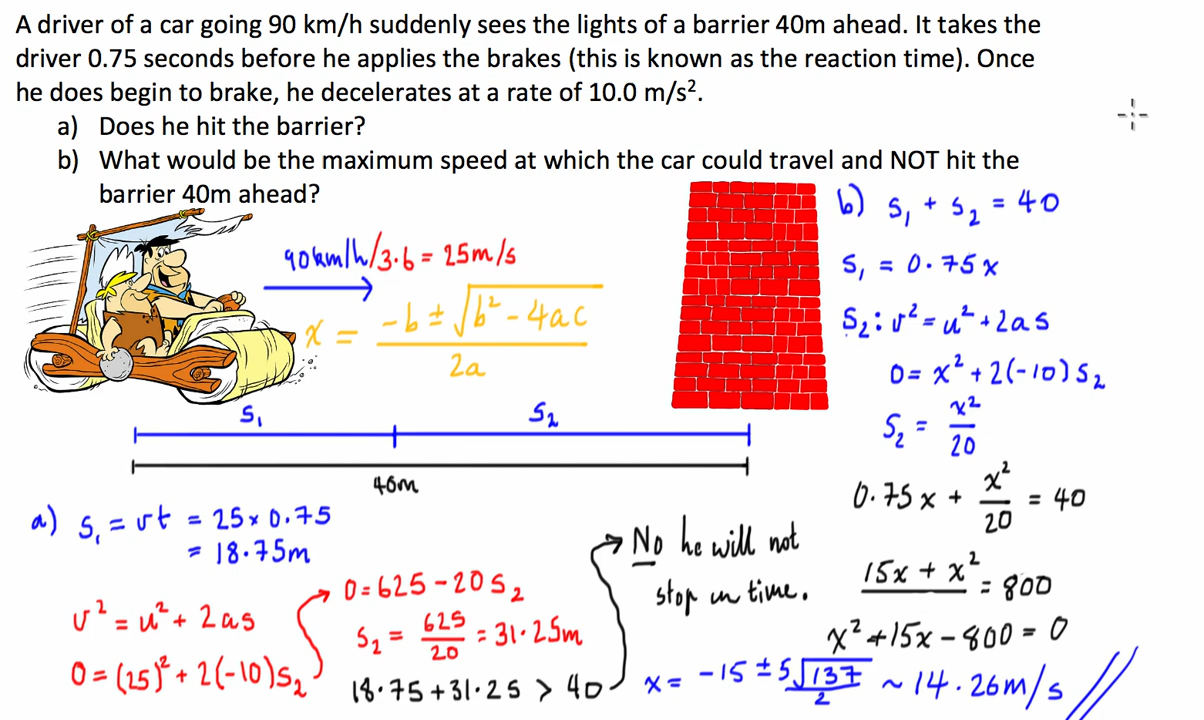 A driver of a car going 90 km/h suddenly sees the lights of a barrier 40m ahead. It takes the
driver 0.75 seconds before he applies the brakes (this is known as the reaction time). Once
he does begin to brake, he decelerates at a rate of 10.0 m/s².
a) Does he hit the barrier?
b) What would be the maximum speed at which the car could travel and NOT hit the
barrier 40m ahead?
90km/h/3.6 = 25m/s
x = -b ± √b² - 4ac
2a
S₁ S₂
40m
a) S₁ = vt = 25 x 0.75
= 18.75m
v² = u² + 2as
0 = (25)² + 2(-10)S₂
0 = 625 - 20S₂
S₂ = 625/20 = 31.25m
18.75 + 31.25 > 40
No he will not
stop in time.
b) S₁ + S₂ = 40
S₁ = 0.75x
S₂: v² = u² + 2as
0 = x² + 2(-10)S₂
S₂ = x²/20
0.75x + x²/20 = 40
15x + x² = 800
x² + 15x - 800 = 0
x = -15 ± 5√137/2 ~ 14.26m/s //